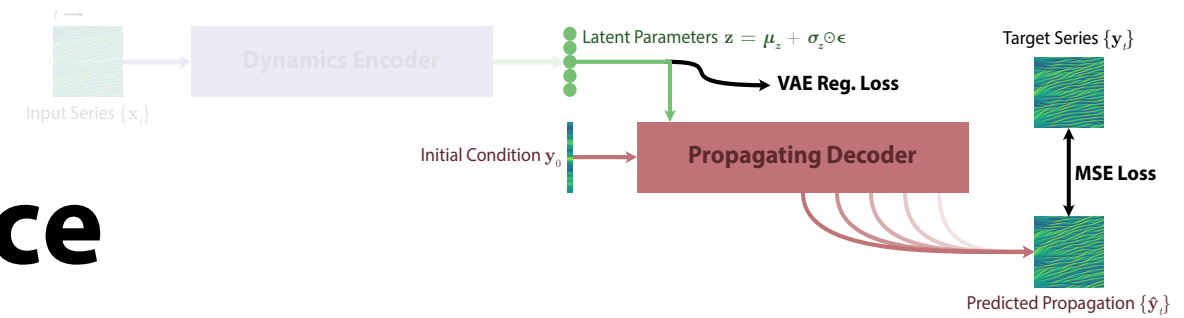 t
Dynamics Encoder
Input Series {x_t}
Latent Parameters z = μ_z + σ_z⊙ϵ
VAE Reg. Loss
Initial Condition y_0
Propagating Decoder
Target Series {y_t}
MSE Loss
Predicted Propagation {ŷ_t}
ce